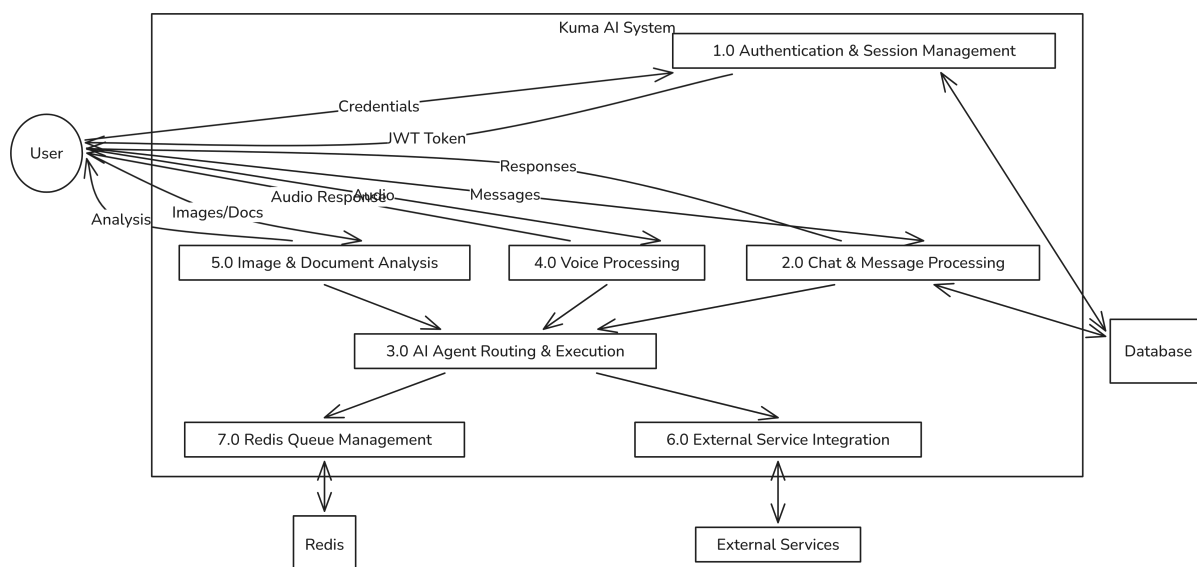 Kuma AI System
1.0 Authentication & Session Management
Credentials
JWT Token
User
Responses
Audio Response
Audio
Messages
Images/Docs
Analysis
5.0 Image & Document Analysis
4.0 Voice Processing
2.0 Chat & Message Processing
3.0 AI Agent Routing & Execution
Database
7.0 Redis Queue Management
6.0 External Service Integration
Redis
External Services